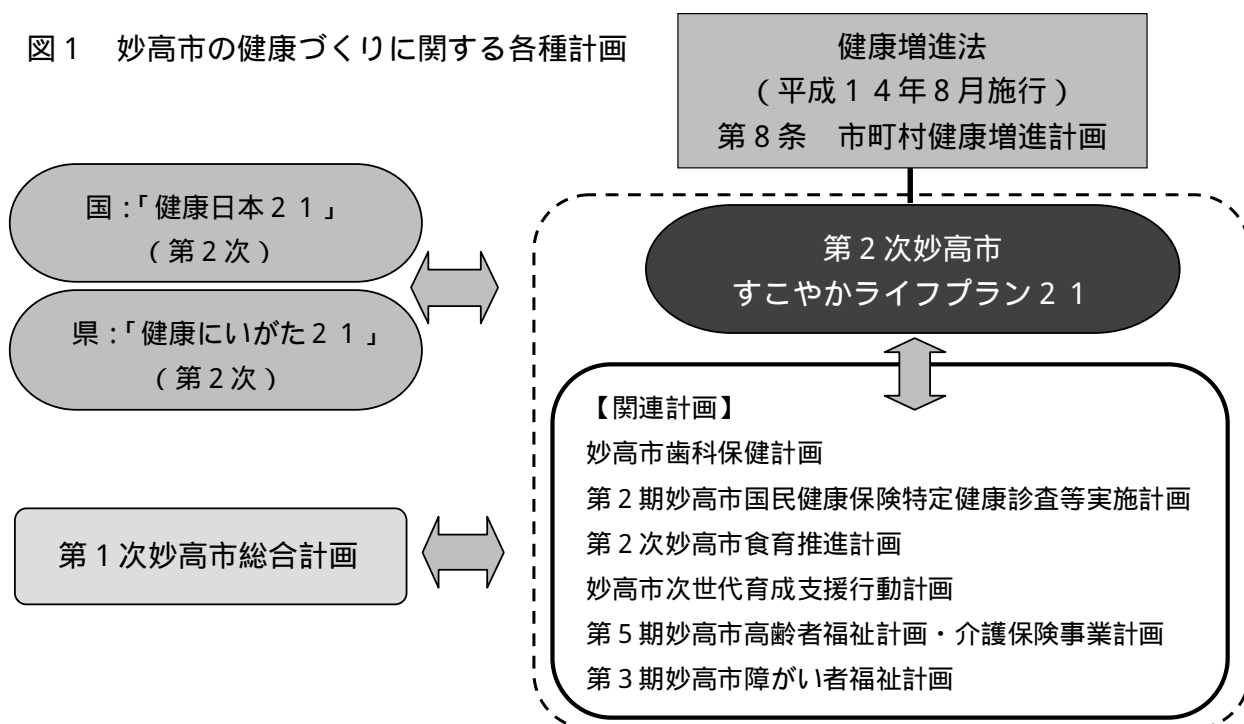 図1 妙高市の健康づくりに関する各種計画
健康増進法
(平成14年8月施行)
第8条 市町村健康増進計画
国:「健康日本21」
(第2次)
県:「健康にいがた21」
(第2次)
第2次妙高市
すこやかライフプラン21
第1次妙高市総合計画
【関連計画】
妙高市歯科保健計画
第2期妙高市国民健康保険特定健康診査等実施計画
第2次妙高市食育推進計画
妙高市次世代育成支援行動計画
第5期妙高市高齢者福祉計画・介護保険事業計画
第3期妙高市障がい者福祉計画